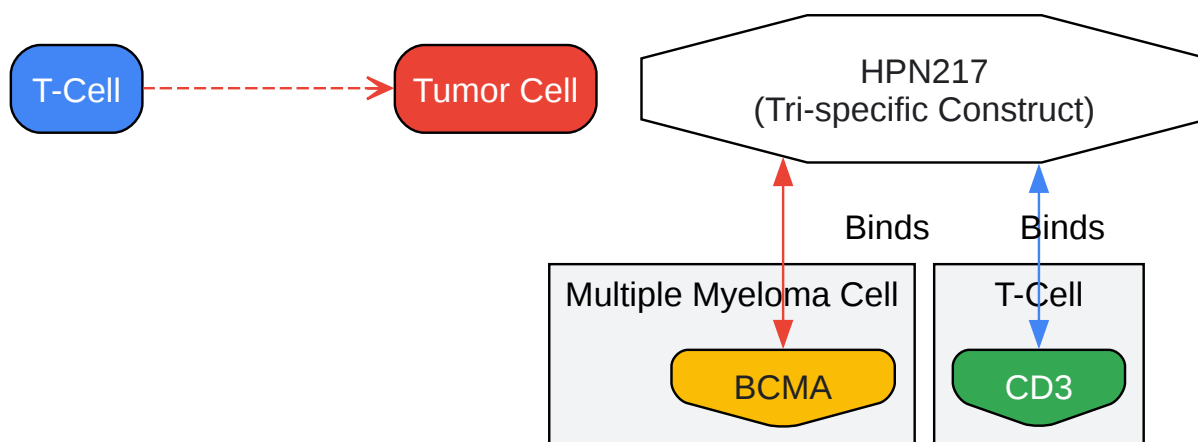 T-Cell
Tumor Cell
HPN217
(Tri-specific Construct)
Binds
Binds
Multiple Myeloma Cell
T-Cell
BCMA
CD3